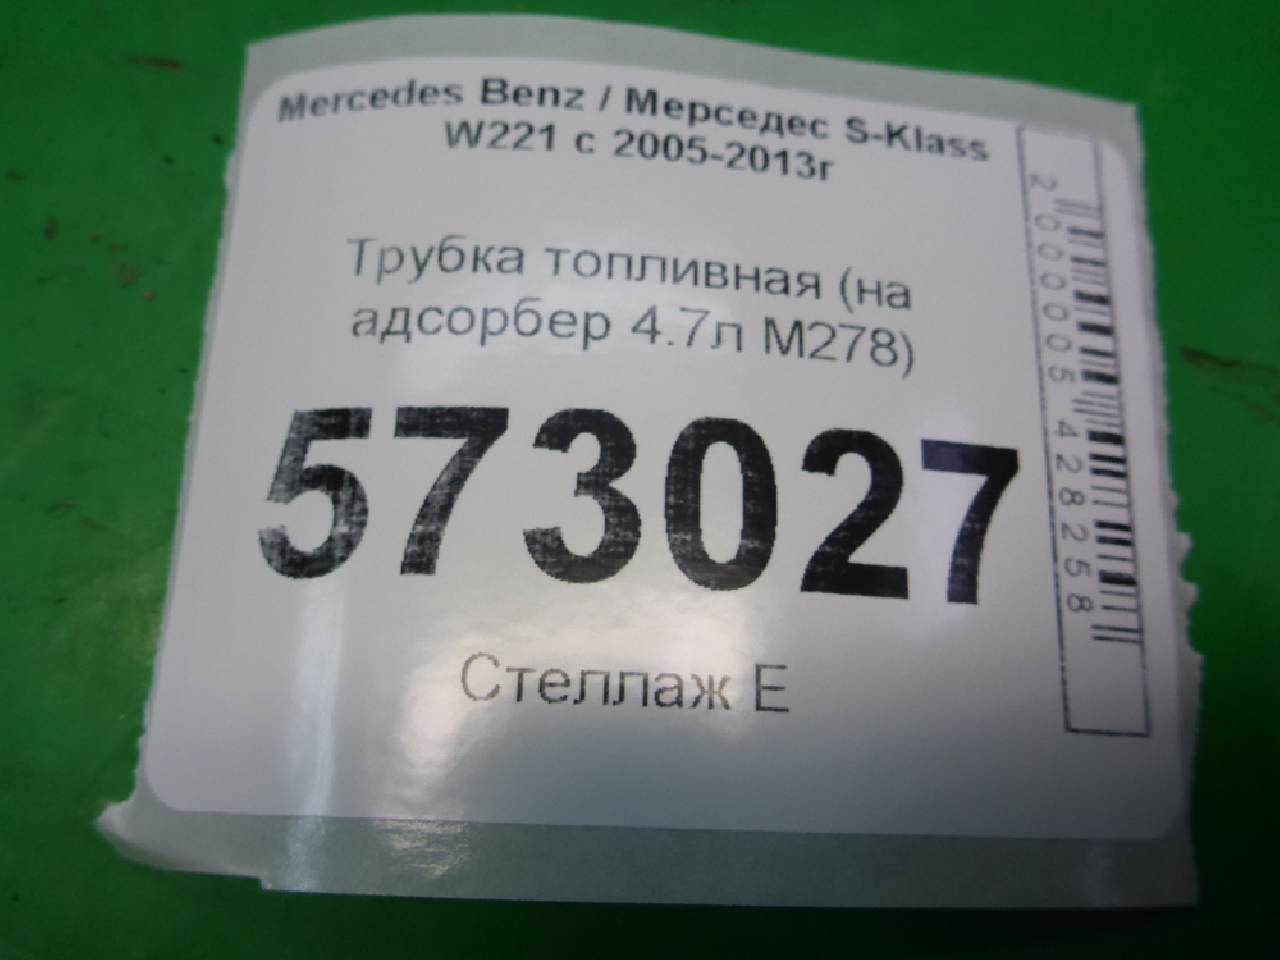 Mercedes Benz / Мерседес S-Klass
W221 с 2005-2013г
Трубка топливная (на
адсорбер 4.7л M278)
573027
Стеллаж Е
2000005428258